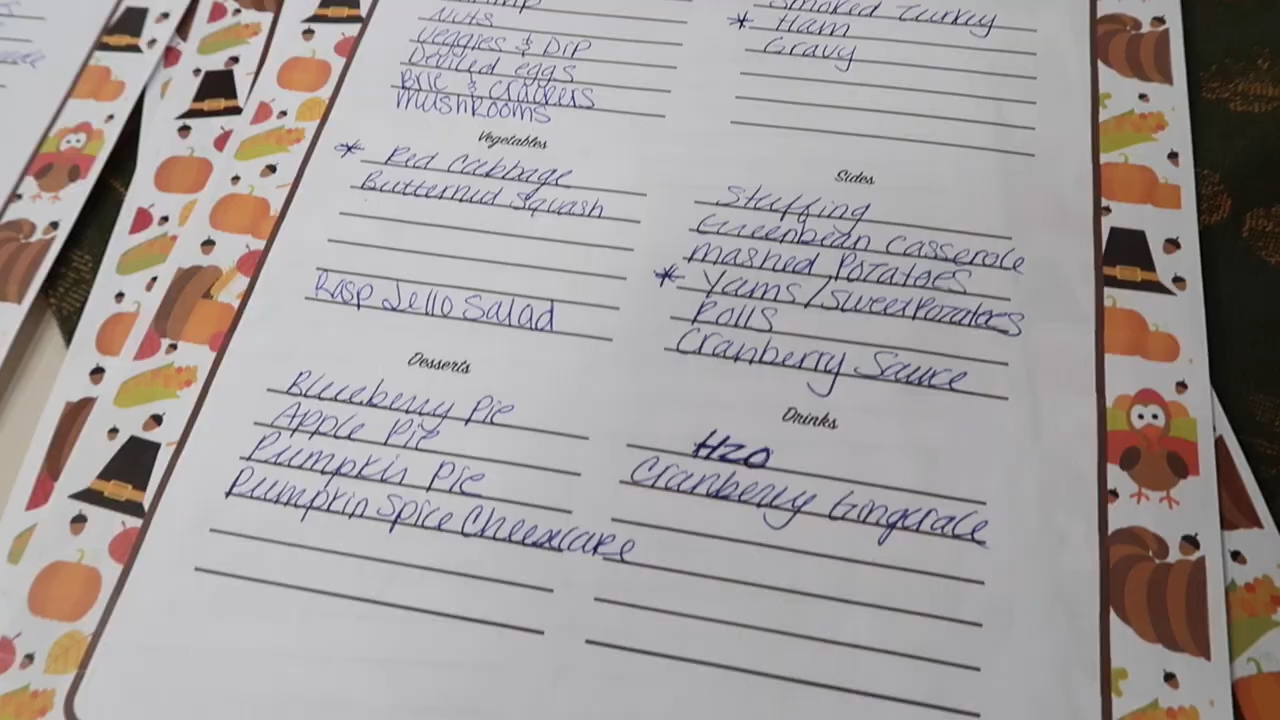 Nuts
Veggies & Dip
Deviled eggs
Brie & crackers
mushrooms
Smoked Turkey
* Ham
Gravy
Vegetables
* Red Cabbage
Butternut Squash
Rasp Jello Salad
Sides
Stuffing
Greenbean Casserole
mashed Potatoes
* Yams/sweetPotatoes
Rolls
Cranberry Sauce
Desserts
Blueberry Pie
Apple Pie
Pumpkin Pie
Pumpkin Spice Cheesecake
Drinks
H2O
Cranberry Gingerale